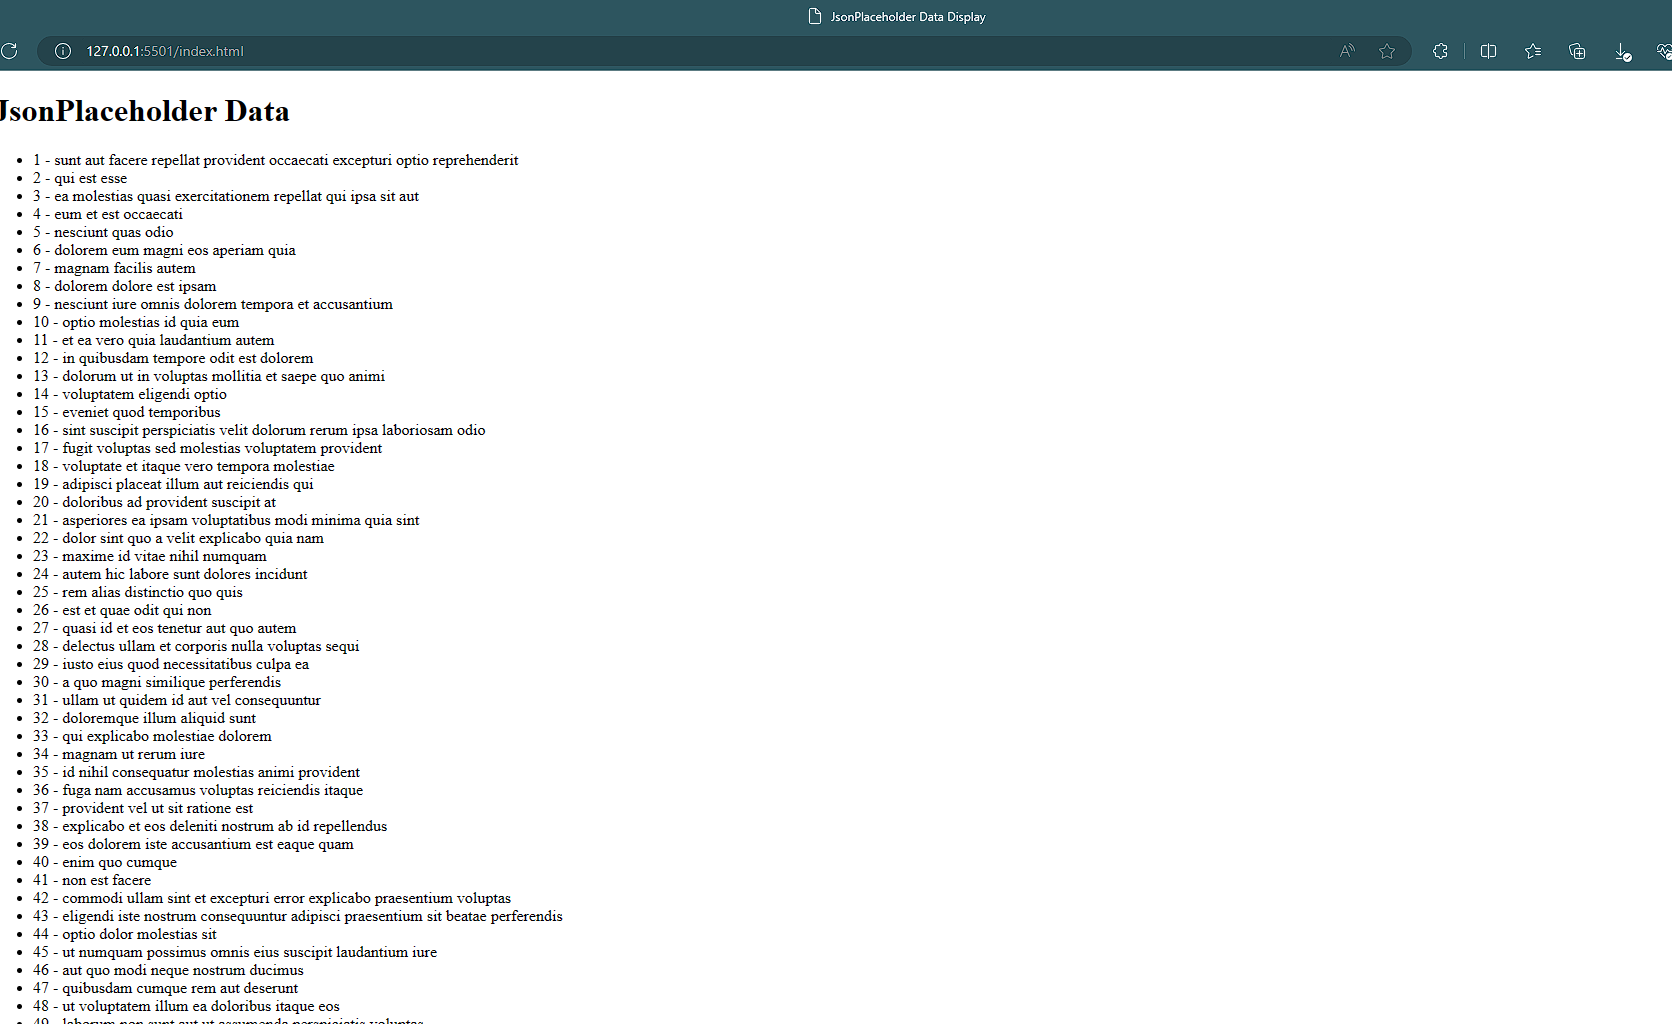 JsonPlaceholder Data Display
127.0.0.1:5501/index.html
JsonPlaceholder Data
• 1 - sunt aut facere repellat provident occaecati excepturi optio reprehenderit
• 2 - qui est esse
• 3 - ea molestias quasi exercitationem repellat qui ipsa sit aut
• 4 - eum et est occaecati
• 5 - nesciunt quas odio
• 6 - dolorem eum magni eos aperiam quia
• 7 - magnam facilis autem
• 8 - dolorem dolore est ipsam
• 9 - nesciunt iure omnis dolorem tempora et accusantium
• 10 - optio molestias id quia eum
• 11 - et ea vero quia laudantium autem
• 12 - in quibusdam tempore odit est dolorem
• 13 - dolorum ut in voluptas mollitia et saepe quo animi
• 14 - voluptatem eligendi optio
• 15 - eveniet quod temporibus
• 16 - sint suscipit perspiciatis velit dolorum rerum ipsa laboriosam odio
• 17 - fugit voluptas sed molestias voluptatem provident
• 18 - voluptate et itaque vero tempora molestiae
• 19 - adipisci placeat illum aut reiciendis qui
• 20 - doloribus ad provident suscipit at
• 21 - asperiores ea ipsam voluptatibus modi minima quia sint
• 22 - dolor sint quo a velit explicabo quia nam
• 23 - maxime id vitae nihil numquam
• 24 - autem hic labore sunt dolores incidunt
• 25 - rem alias distinctio quo quis
• 26 - est et quae odit qui non
• 27 - quasi id et eos tenetur aut quo autem
• 28 - delectus ullam et corporis nulla voluptas sequi
• 29 - iusto eius quod necessitatibus culpa ea
• 30 - a quo magni similique perferendis
• 31 - ullam ut quidem id aut vel consequuntur
• 32 - doloremque illum aliquid sunt
• 33 - qui explicabo molestiae dolorem
• 34 - magnam ut rerum iure
• 35 - id nihil consequatur molestias animi provident
• 36 - fuga nam accusamus voluptas reiciendis itaque
• 37 - provident vel ut sit ratione est
• 38 - explicabo et eos deleniti nostrum ab id repellendus
• 39 - eos dolorem iste accusantium est eaque quam
• 40 - enim quo cumque
• 41 - non est facere
• 42 - commodi ullam sint et excepturi error explicabo praesentium voluptas
• 43 - eligendi iste nostrum consequuntur adipisci praesentium sit beatae perferendis
• 44 - optio dolor molestias sit
• 45 - ut numquam possimus omnis eius suscipit laudantium iure
• 46 - aut quo modi neque nostrum ducimus
• 47 - quibusdam cumque rem aut deserunt
• 48 - ut voluptatem illum ea doloribus itaque eos
• 49 - laborum non sunt aut ut assumenda perspiciatis voluptas